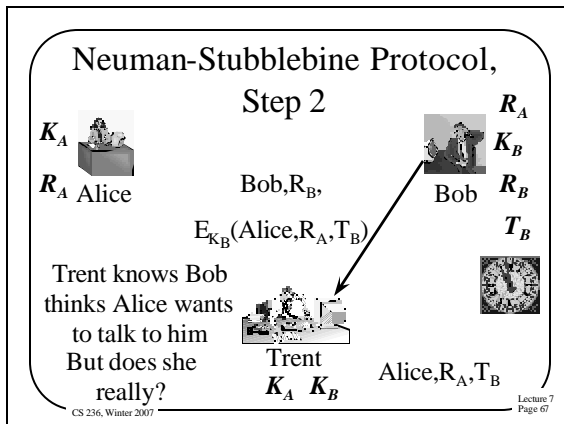 Neuman-Stubblebine Protocol,
Step 2
K_A
R_A Alice
Bob,R_B,
E_{K_B}(Alice,R_A,T_B)
R_A
K_B
Bob R_B
T_B
Trent knows Bob
thinks Alice wants
to talk to him
But does she
really?
Trent
K_A K_B
Alice,R_A,T_B
CS 236, Winter 2007
Lecture 7
Page 67